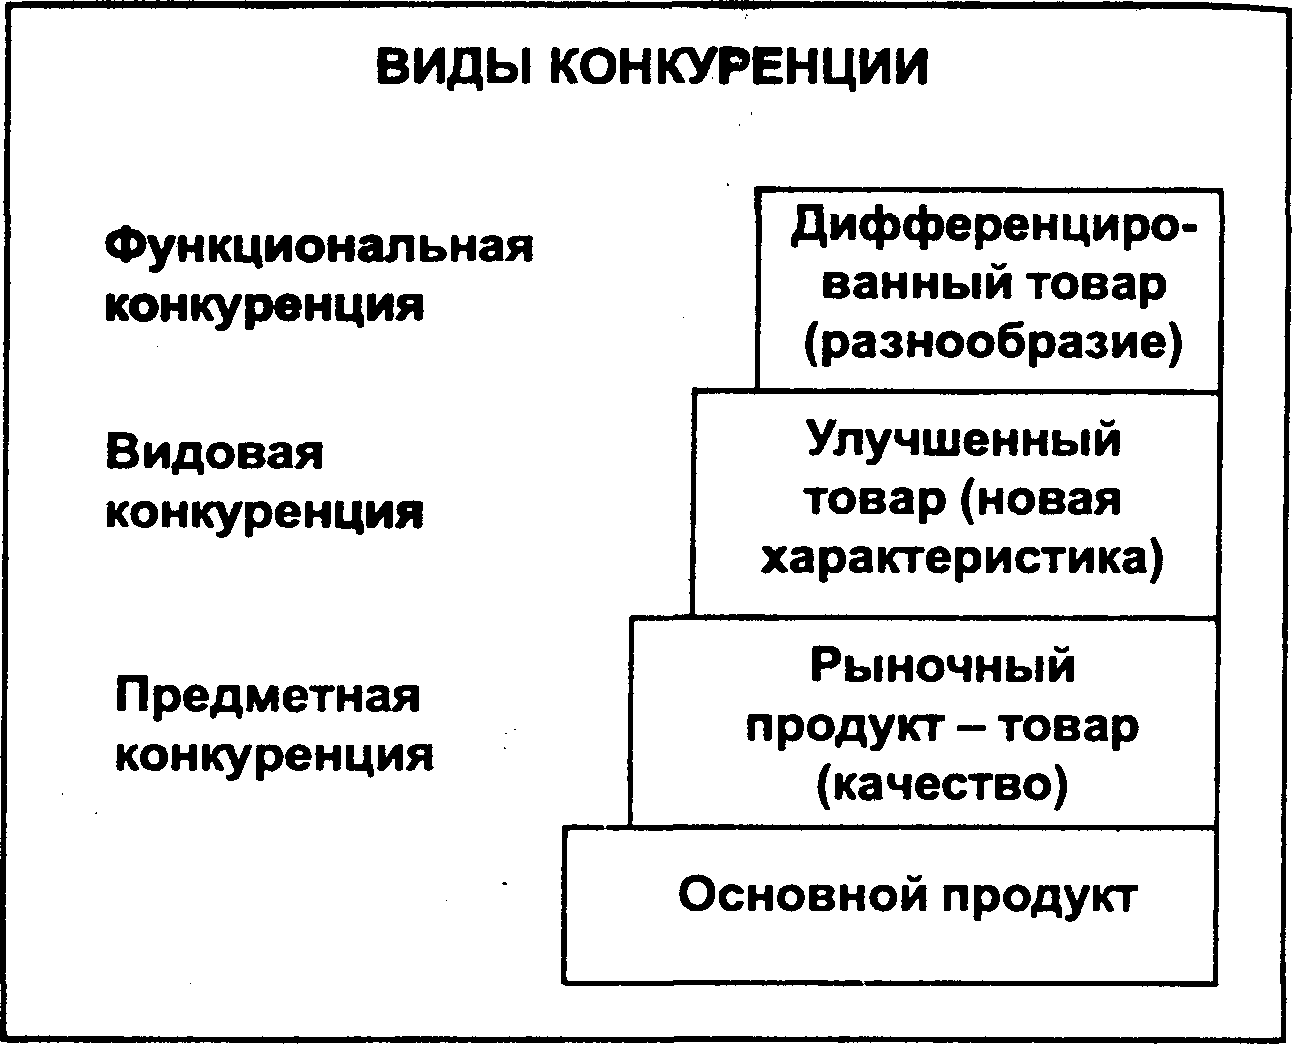 ВИДЫ КОНКУРЕНЦИИ
Функциональная
конкуренция
Дифференциро-
ванный товар
(разнообразие)
Видовая
конкуренция
Улучшенный
товар (новая
характеристика)
Предметная
конкуренция
Рыночный
продукт – товар
(качество)
Основной продукт